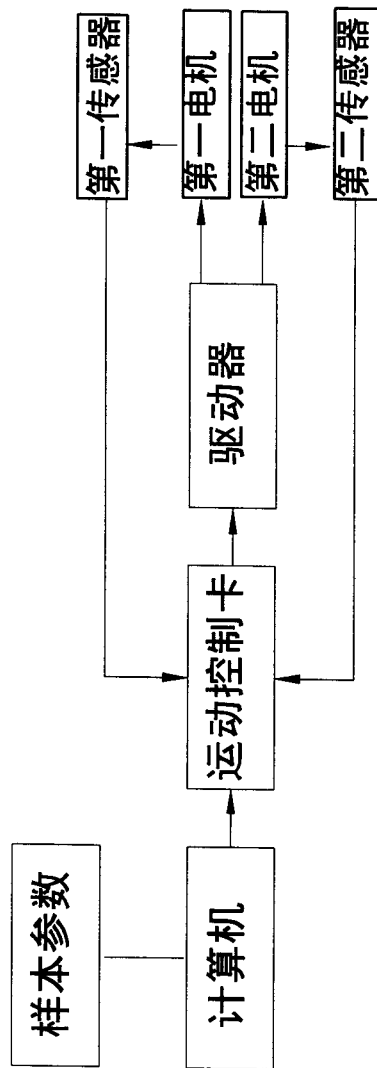 样本参数
计算机
运动控制卡
驱动器
第一传感器
第一电机
第二电机
第二传感器